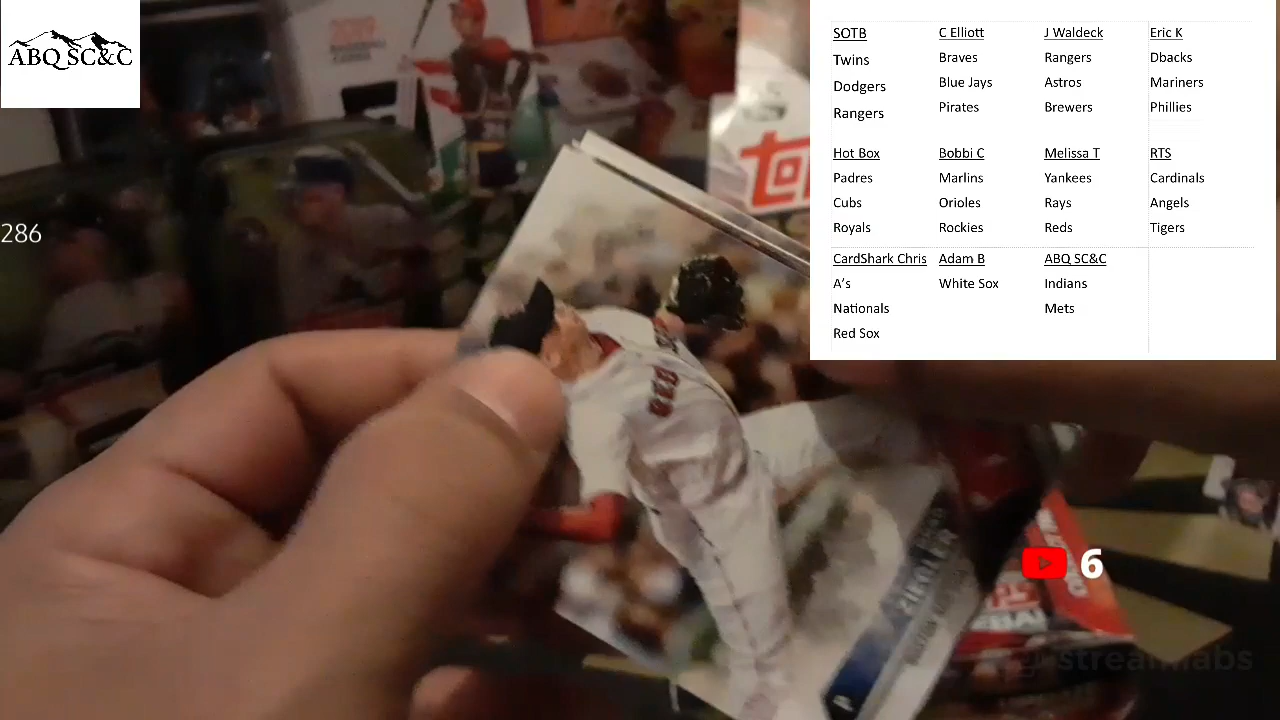 ABQ SC&C
SOTB
Twins
Dodgers
Rangers
C Elliott
Braves
Blue Jays
Pirates
J Waldeck
Rangers
Astros
Brewers
Eric K
Dbacks
Mariners
Phillies
Hot Box
Padres
Cubs
Royals
Bobbi C
Marlins
Orioles
Rockies
Melissa T
Yankees
Rays
Reds
RTS
Cardinals
Angels
Tigers
CardShark Chris
A's
Nationals
Red Sox
Adam B
White Sox
ABQ SC&C
Indians
Mets
286
6
ZIEGLER
P
streamlabs